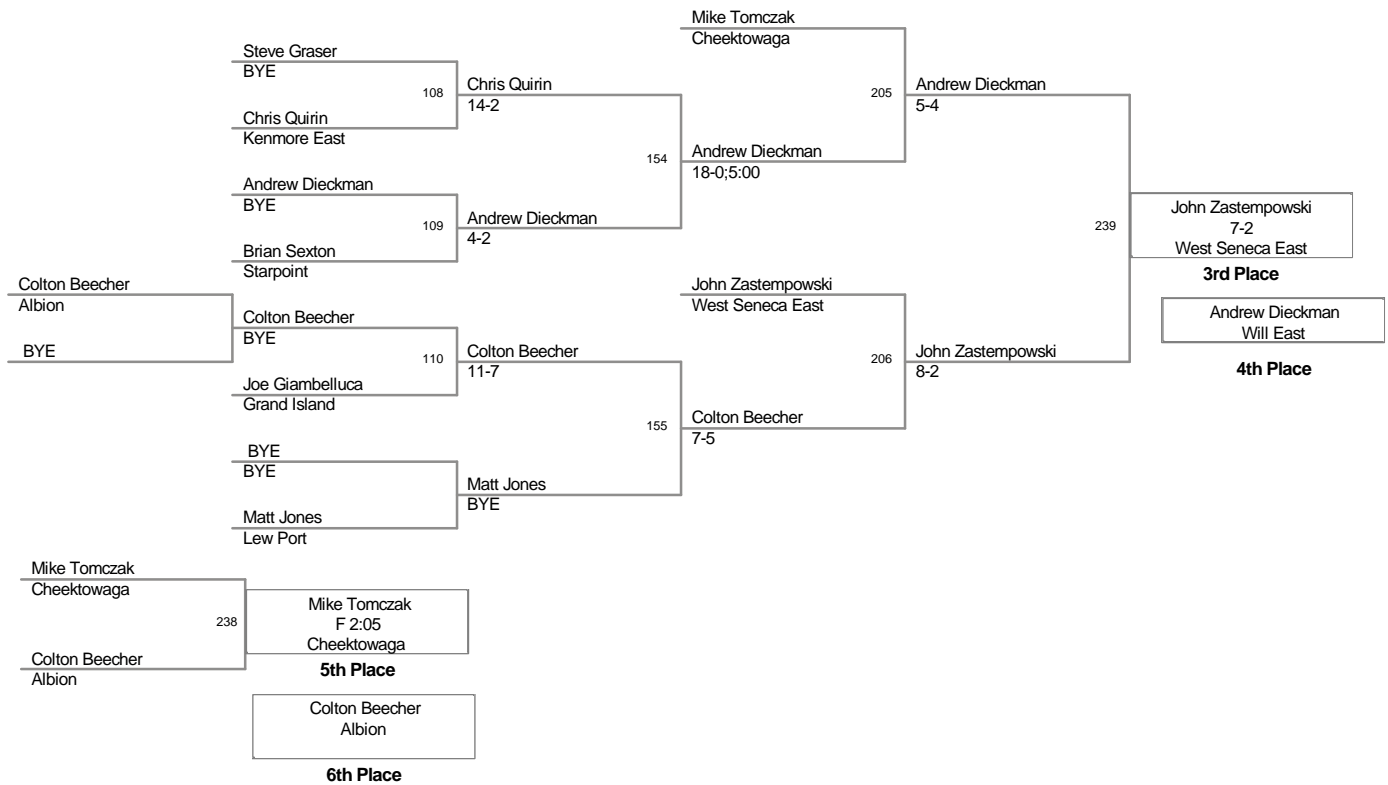 Mike Tomczak
Cheektowaga
Steve Graser
BYE
108
Chris Quirin
14-2
205
Andrew Dieckman
5-4
Chris Quirin
Kenmore East
154
Andrew Dieckman
18-0;5:00
Andrew Dieckman
BYE
109
Andrew Dieckman
4-2
239
John Zastempowski
7-2
West Seneca East
3rd Place
Brian Sexton
Starpoint
Colton Beecher
Albion
John Zastempowski
West Seneca East
Andrew Dieckman
Will East
4th Place
Colton Beecher
BYE
BYE
110
Colton Beecher
11-7
206
John Zastempowski
8-2
Joe Giambelluca
Grand Island
155
Colton Beecher
7-5
BYE
BYE
Matt Jones
BYE
Matt Jones
Lew Port
Mike Tomczak
Cheektowaga
238
Mike Tomczak
F 2:05
Cheektowaga
5th Place
Colton Beecher
Albion
Colton Beecher
Albion
6th Place